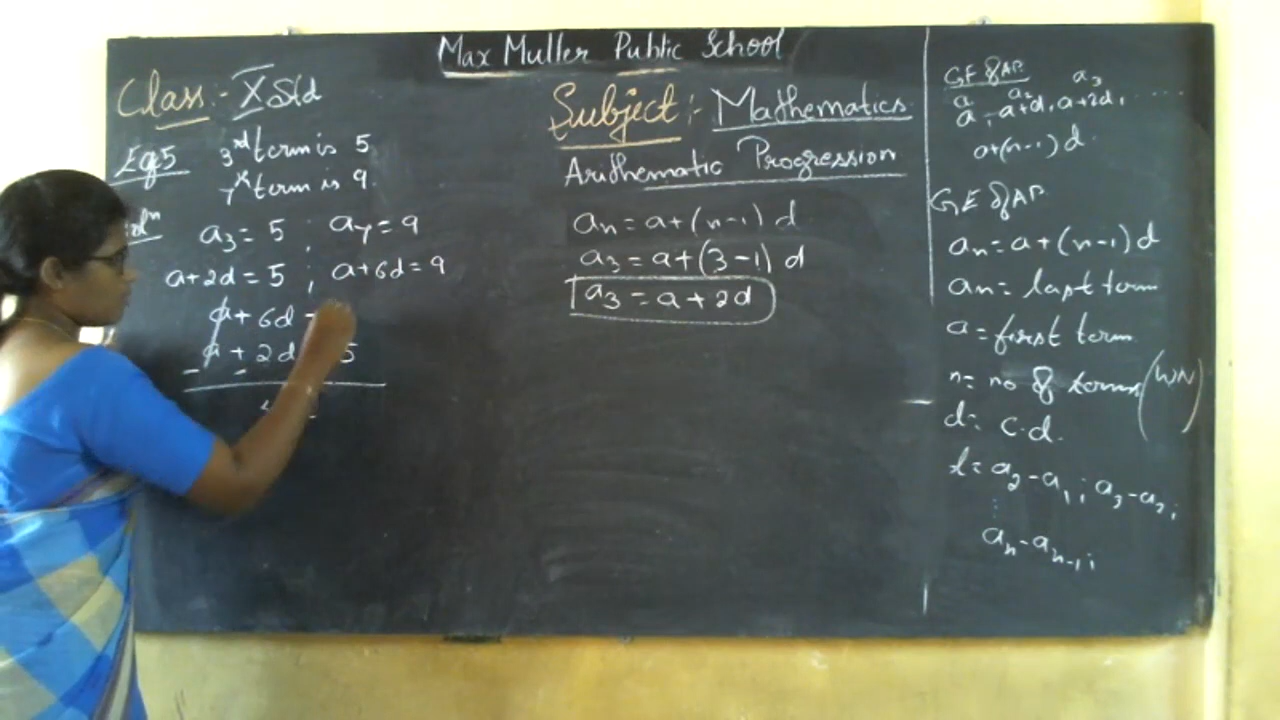 Max Muller Public School
Class:- X Std
Subject:- Mathematics
Arithematic Progression
Eg5 3rd term is 5
7th term is 9.
a3 = 5 ; a7 = 9
a+2d = 5 ; a+6d = 9
a + 6d =
a + 2d 5
- -
an = a + (n-1) d
a3 = a + (3-1) d
a3 = a + 2d
GF of AP
a a2 a3
a, a+d, a+2d, .....
a+(n-1) d.
GE of AP
an = a + (n-1) d
an = last term
a = first term
n = no of terms (WN)
d = c.d.
d = a2 - a1 ; a3 - a2 ;
an - an-1 ;